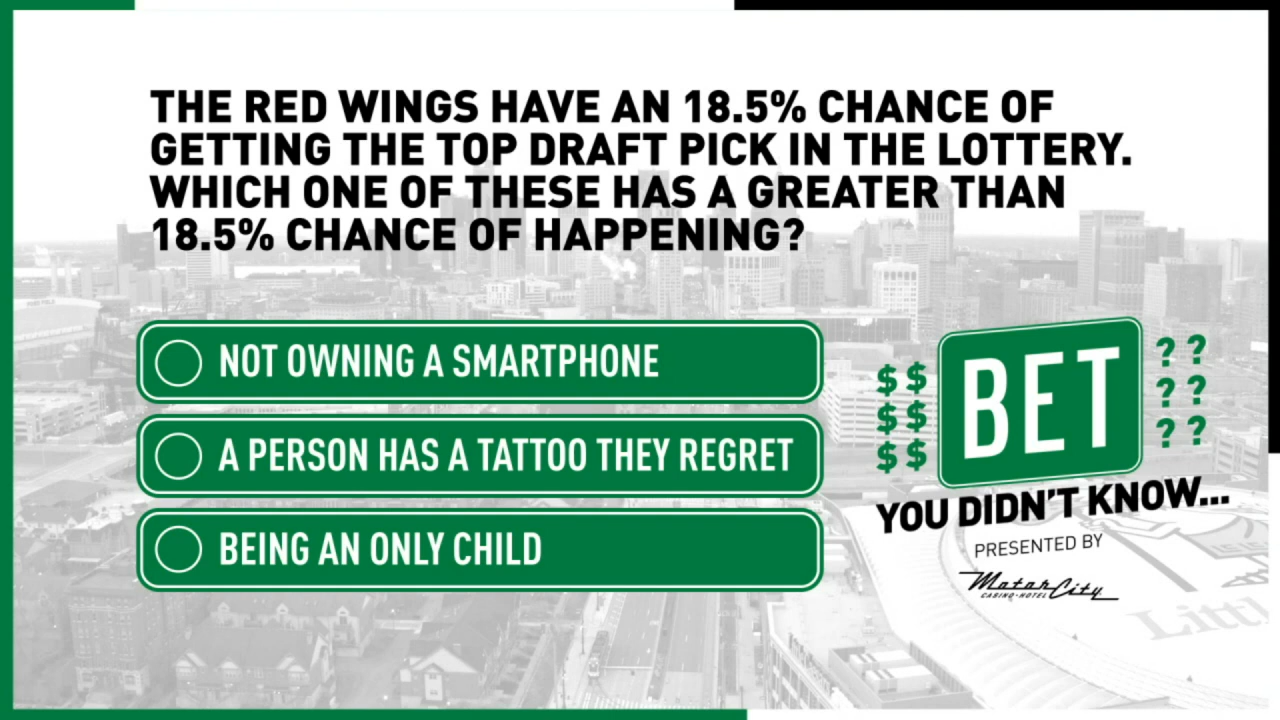 THE RED WINGS HAVE AN 18.5% CHANCE OF
GETTING THE TOP DRAFT PICK IN THE LOTTERY.
WHICH ONE OF THESE HAS A GREATER THAN
18.5% CHANCE OF HAPPENING?
NOT OWNING A SMARTPHONE
A PERSON HAS A TATTOO THEY REGRET
BEING AN ONLY CHILD
$$ BET ??
$$ ??
$$ ??
YOU DIDN'T KNOW...
PRESENTED BY
MotorCity
CASINO·HOTEL
Littl